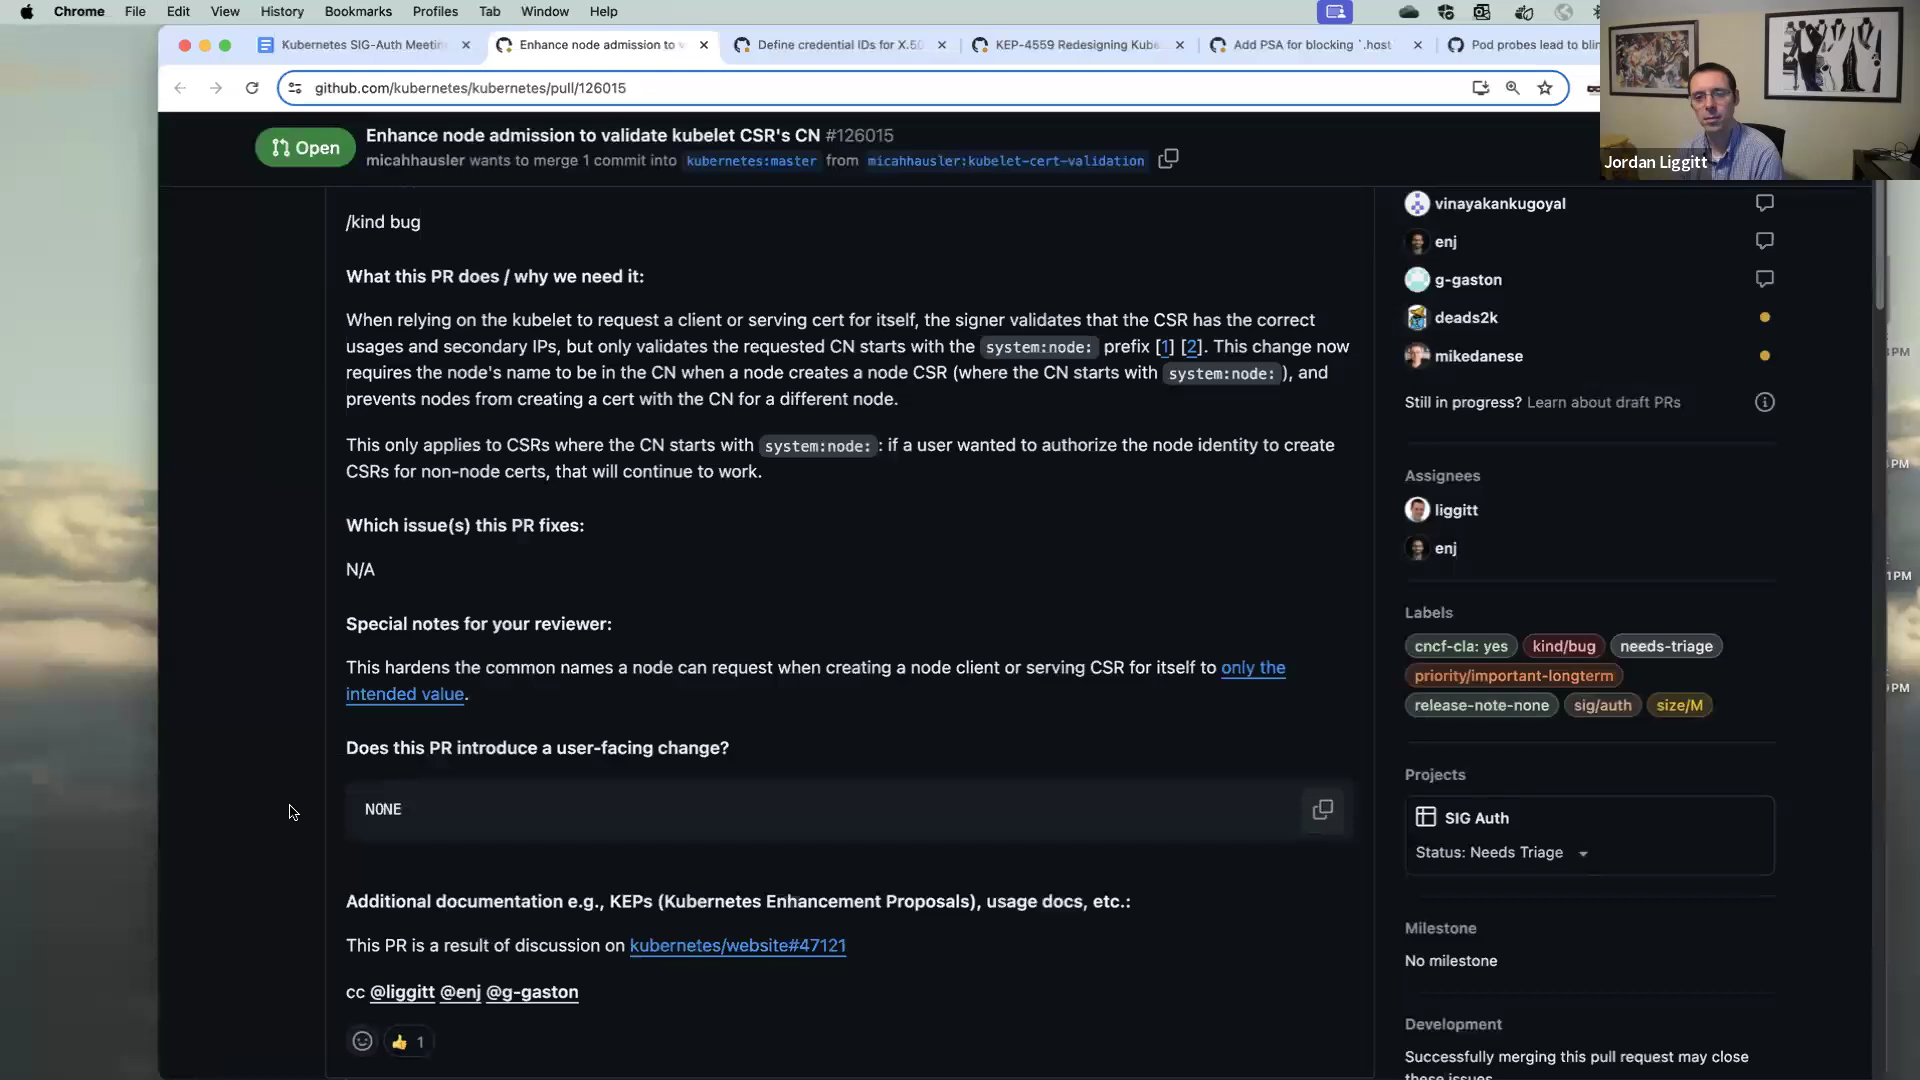 Chrome File Edit View History Bookmarks Profiles Tab Window Help
Kubernetes SIG-Auth Meetin
Enhance node admission to v
Define credential IDs for X.50
KEP-4559 Redesigning Kube
Add PSA for blocking `.host
Pod probes lead to blin
github.com/kubernetes/kubernetes/pull/126015
Jordan Liggitt
Open
Enhance node admission to validate kubelet CSR's CN #126015
micahhausler wants to merge 1 commit into kubernetes:master from micahhausler:kubelet-cert-validation
/kind bug
What this PR does / why we need it:
When relying on the kubelet to request a client or serving cert for itself, the signer validates that the CSR has the correct
usages and secondary IPs, but only validates the requested CN starts with the system:node: prefix [1] [2]. This change now
requires the node's name to be in the CN when a node creates a node CSR (where the CN starts with system:node:), and
prevents nodes from creating a cert with the CN for a different node.
This only applies to CSRs where the CN starts with system:node:: if a user wanted to authorize the node identity to create
CSRs for non-node certs, that will continue to work.
Which issue(s) this PR fixes:
N/A
Special notes for your reviewer:
This hardens the common names a node can request when creating a node client or serving CSR for itself to only the
intended value.
Does this PR introduce a user-facing change?
NONE
Additional documentation e.g., KEPs (Kubernetes Enhancement Proposals), usage docs, etc.:
This PR is a result of discussion on kubernetes/website#47121
cc @liggitt @enj @g-gaston
👍 1
vinayakankugoyal
enj
g-gaston
deads2k
mikedanese
Still in progress? Learn about draft PRs
Assignees
liggitt
enj
Labels
cncf-cla: yes kind/bug needs-triage
priority/important-longterm
release-note-none sig/auth size/M
Projects
SIG Auth
Status: Needs Triage
Milestone
No milestone
Development
Successfully merging this pull request may close
these issues.
PM
PM
1 PM
PM